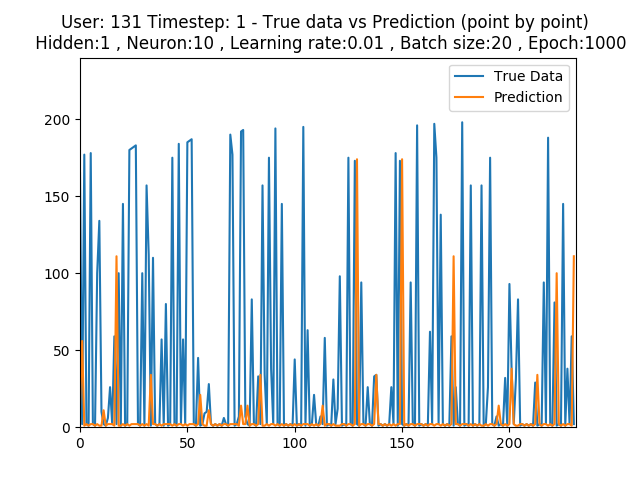 User: 131 Timestep: 1 - True data vs Prediction (point by point)
Hidden:1 , Neuron:10 , Learning rate:0.01 , Batch size:20 , Epoch:1000
True Data
Prediction
200
150
100
50
0
0 50 100 150 200